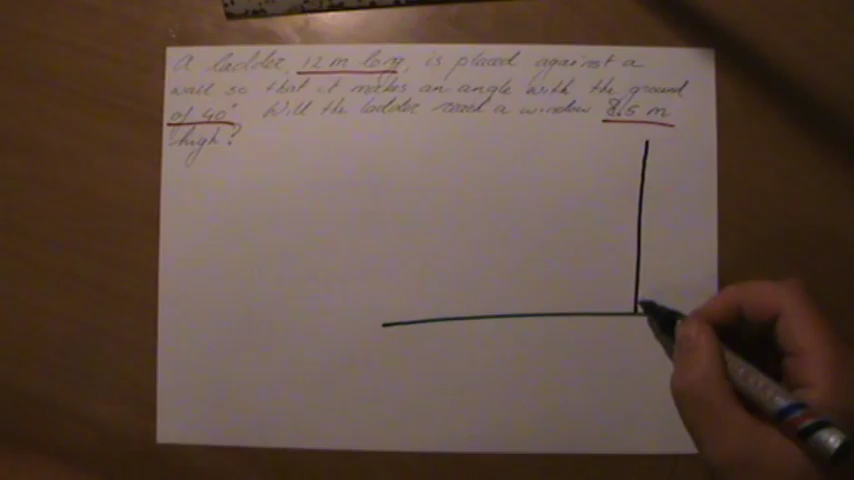 A ladder, 12 m long, is placed against a
wall so that it makes an angle with the ground
of 40° Will the ladder reach a window 8.5 m
high?